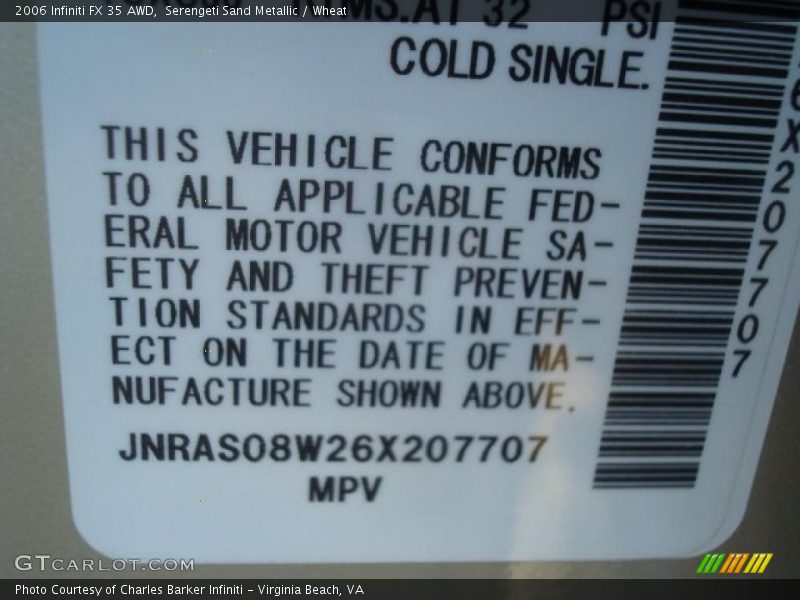 2006 Infiniti FX 35 AWD, Serengeti Sand Metallic / Wheat
AT 32 PSI
COLD SINGLE.
THIS VEHICLE CONFORMS
TO ALL APPLICABLE FED-
ERAL MOTOR VEHICLE SA-
FETY AND THEFT PREVEN-
TION STANDARDS IN EFF-
ECT ON THE DATE OF MA-
NUFACTURE SHOWN ABOVE.
JNRAS08W26X207707
MPV
6X207707
GTCARLOT.COM
Photo Courtesy of Charles Barker Infiniti - Virginia Beach, VA